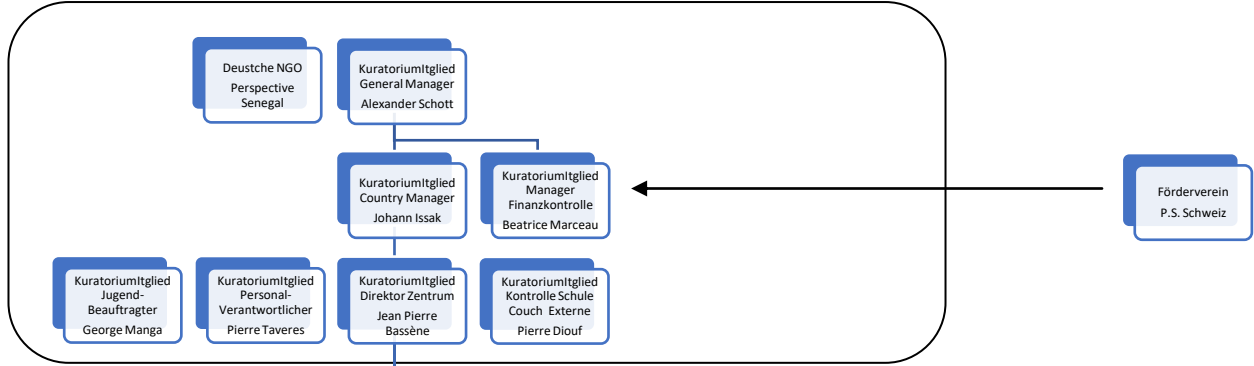 Deustche NGO
Perspective
Senegal
KuratoriumItglied
General Manager
Alexander Schott
KuratoriumItglied
Country Manager
Johann Issak
KuratoriumItglied
Manager
Finanzkontrolle
Beatrice Marceau
Förderverein
P.S. Schweiz
KuratoriumItglied
Jugend-
Beauftragter
George Manga
KuratoriumItglied
Personal-
Verantwortlicher
Pierre Taveres
KuratoriumItglied
Direktor Zentrum
Jean Pierre
Bassène
KuratoriumItglied
Kontrolle Schule
Couch Externe
Pierre Diouf